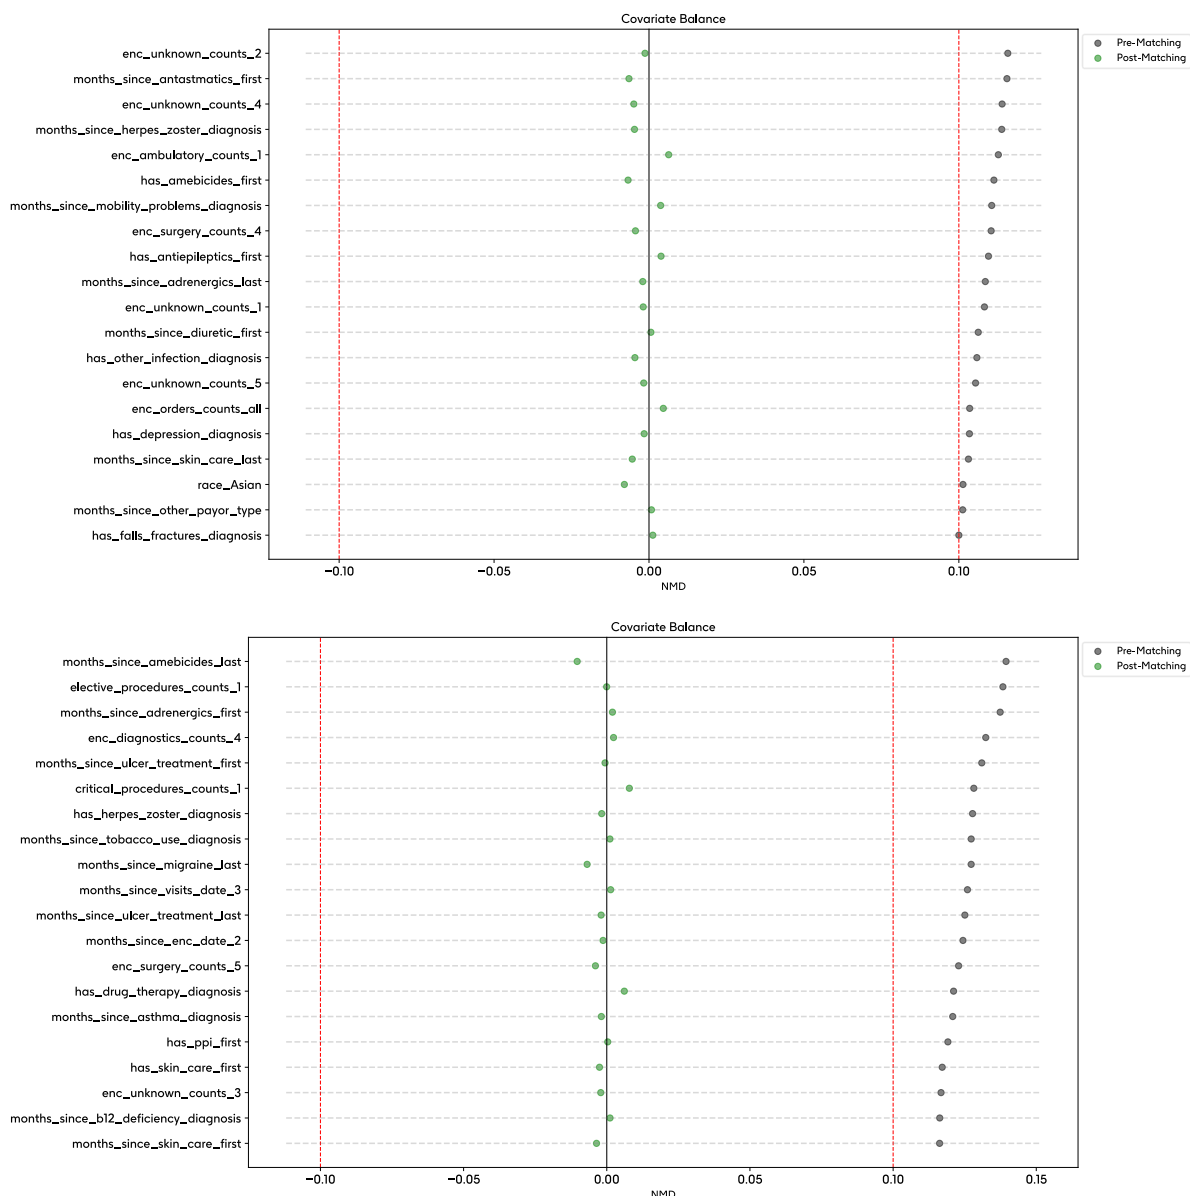 Covariate Balance
Pre-Matching
Post-Matching
enc_unknown_counts_2
months_since_antastmatics_first
enc_unknown_counts_4
months_since_herpes_zoster_diagnosis
enc_ambulatory_counts_1
has_amebicides_first
months_since_mobility_problems_diagnosis
enc_surgery_counts_4
has_antiepileptics_first
months_since_adrenergics_last
enc_unknown_counts_1
months_since_diuretic_first
has_other_infection_diagnosis
enc_unknown_counts_5
enc_orders_counts_all
has_depression_diagnosis
months_since_skin_care_last
race_Asian
months_since_other_payor_type
has_falls_fractures_diagnosis
−0.10 −0.05 0.00 0.05 0.10
NMD
Covariate Balance
Pre-Matching
Post-Matching
months_since_amebicides_last
elective_procedures_counts_1
months_since_adrenergics_first
enc_diagnostics_counts_4
months_since_ulcer_treatment_first
critical_procedures_counts_1
has_herpes_zoster_diagnosis
months_since_tobacco_use_diagnosis
months_since_migraine_last
months_since_visits_date_3
months_since_ulcer_treatment_last
months_since_enc_date_2
enc_surgery_counts_5
has_drug_therapy_diagnosis
months_since_asthma_diagnosis
has_ppi_first
has_skin_care_first
enc_unknown_counts_3
months_since_b12_deficiency_diagnosis
months_since_skin_care_first
−0.10 −0.05 0.00 0.05 0.10 0.15
NMD